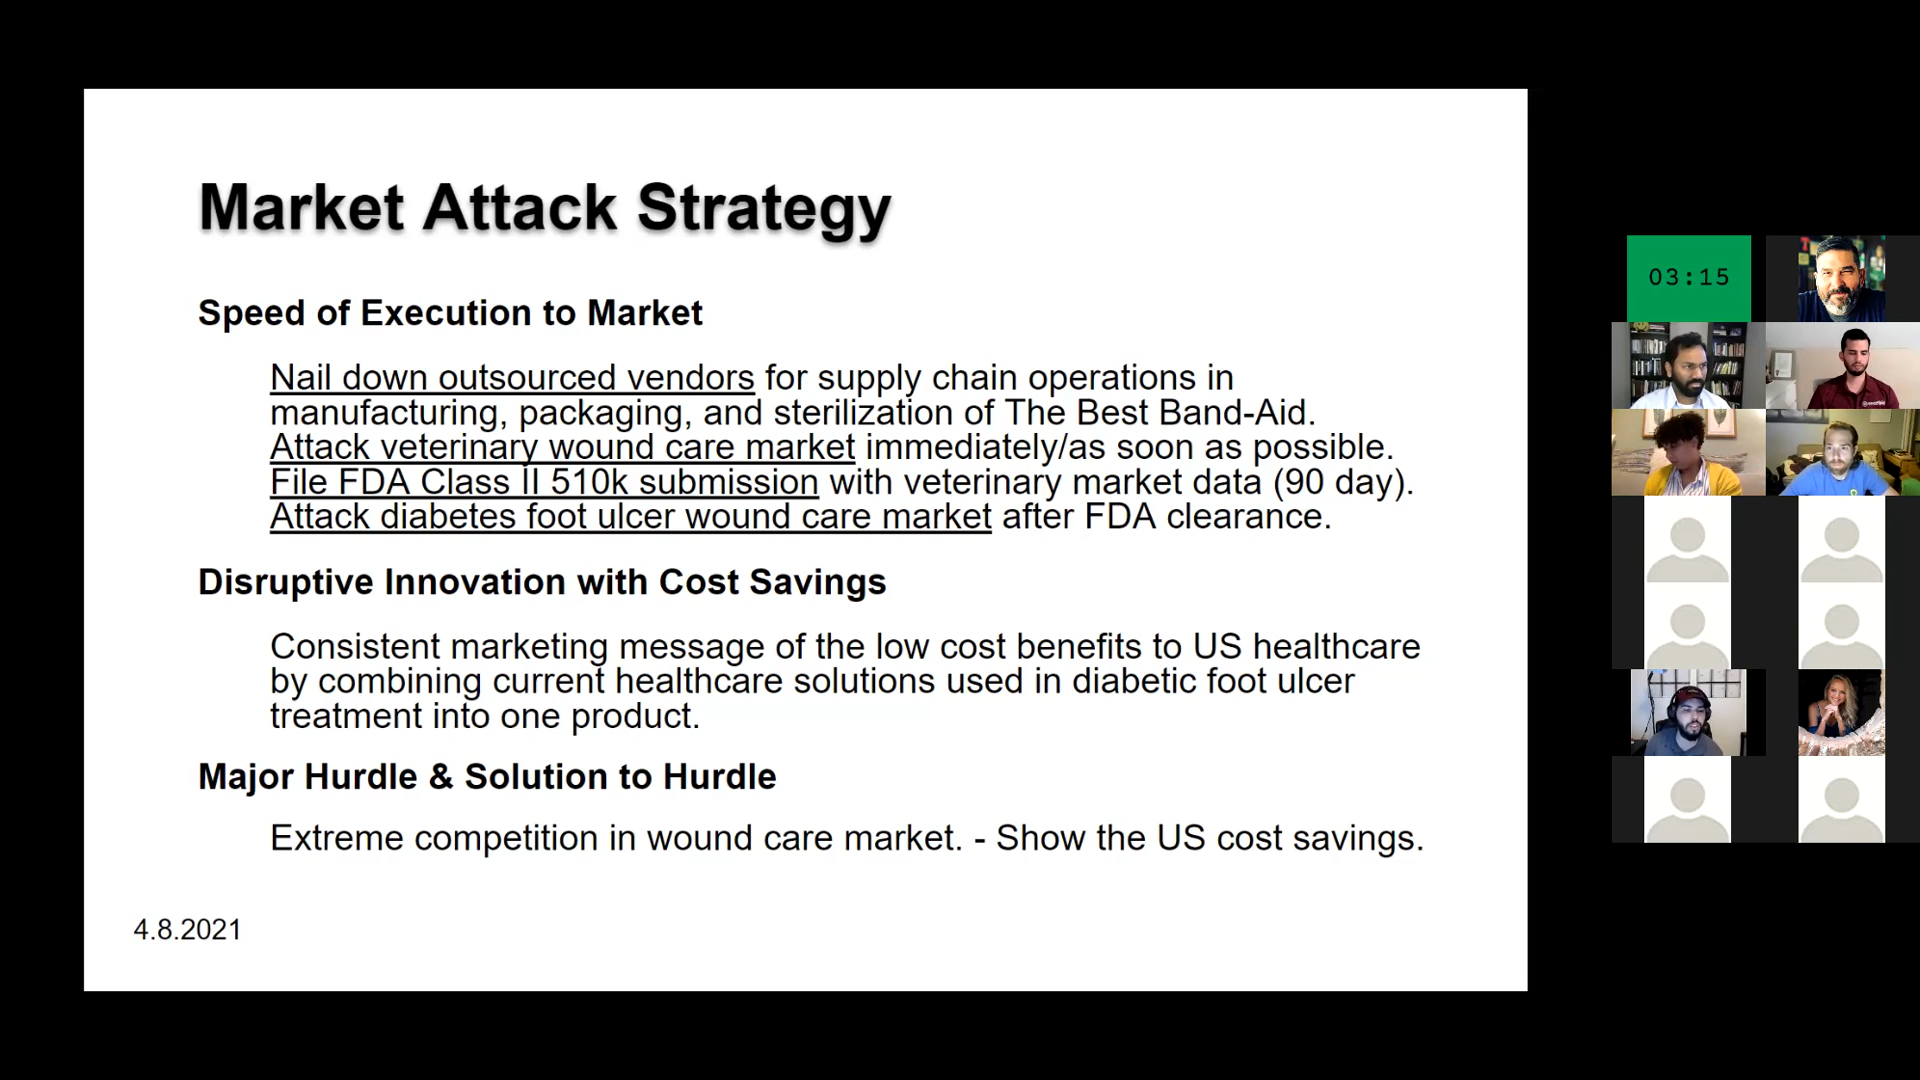 Market Attack Strategy
Speed of Execution to Market
Nail down outsourced vendors for supply chain operations in
manufacturing, packaging, and sterilization of The Best Band-Aid.
Attack veterinary wound care market immediately/as soon as possible.
File FDA Class II 510k submission with veterinary market data (90 day).
Attack diabetes foot ulcer wound care market after FDA clearance.
Disruptive Innovation with Cost Savings
Consistent marketing message of the low cost benefits to US healthcare
by combining current healthcare solutions used in diabetic foot ulcer
treatment into one product.
Major Hurdle & Solution to Hurdle
Extreme competition in wound care market. - Show the US cost savings.
4.8.2021
03:15